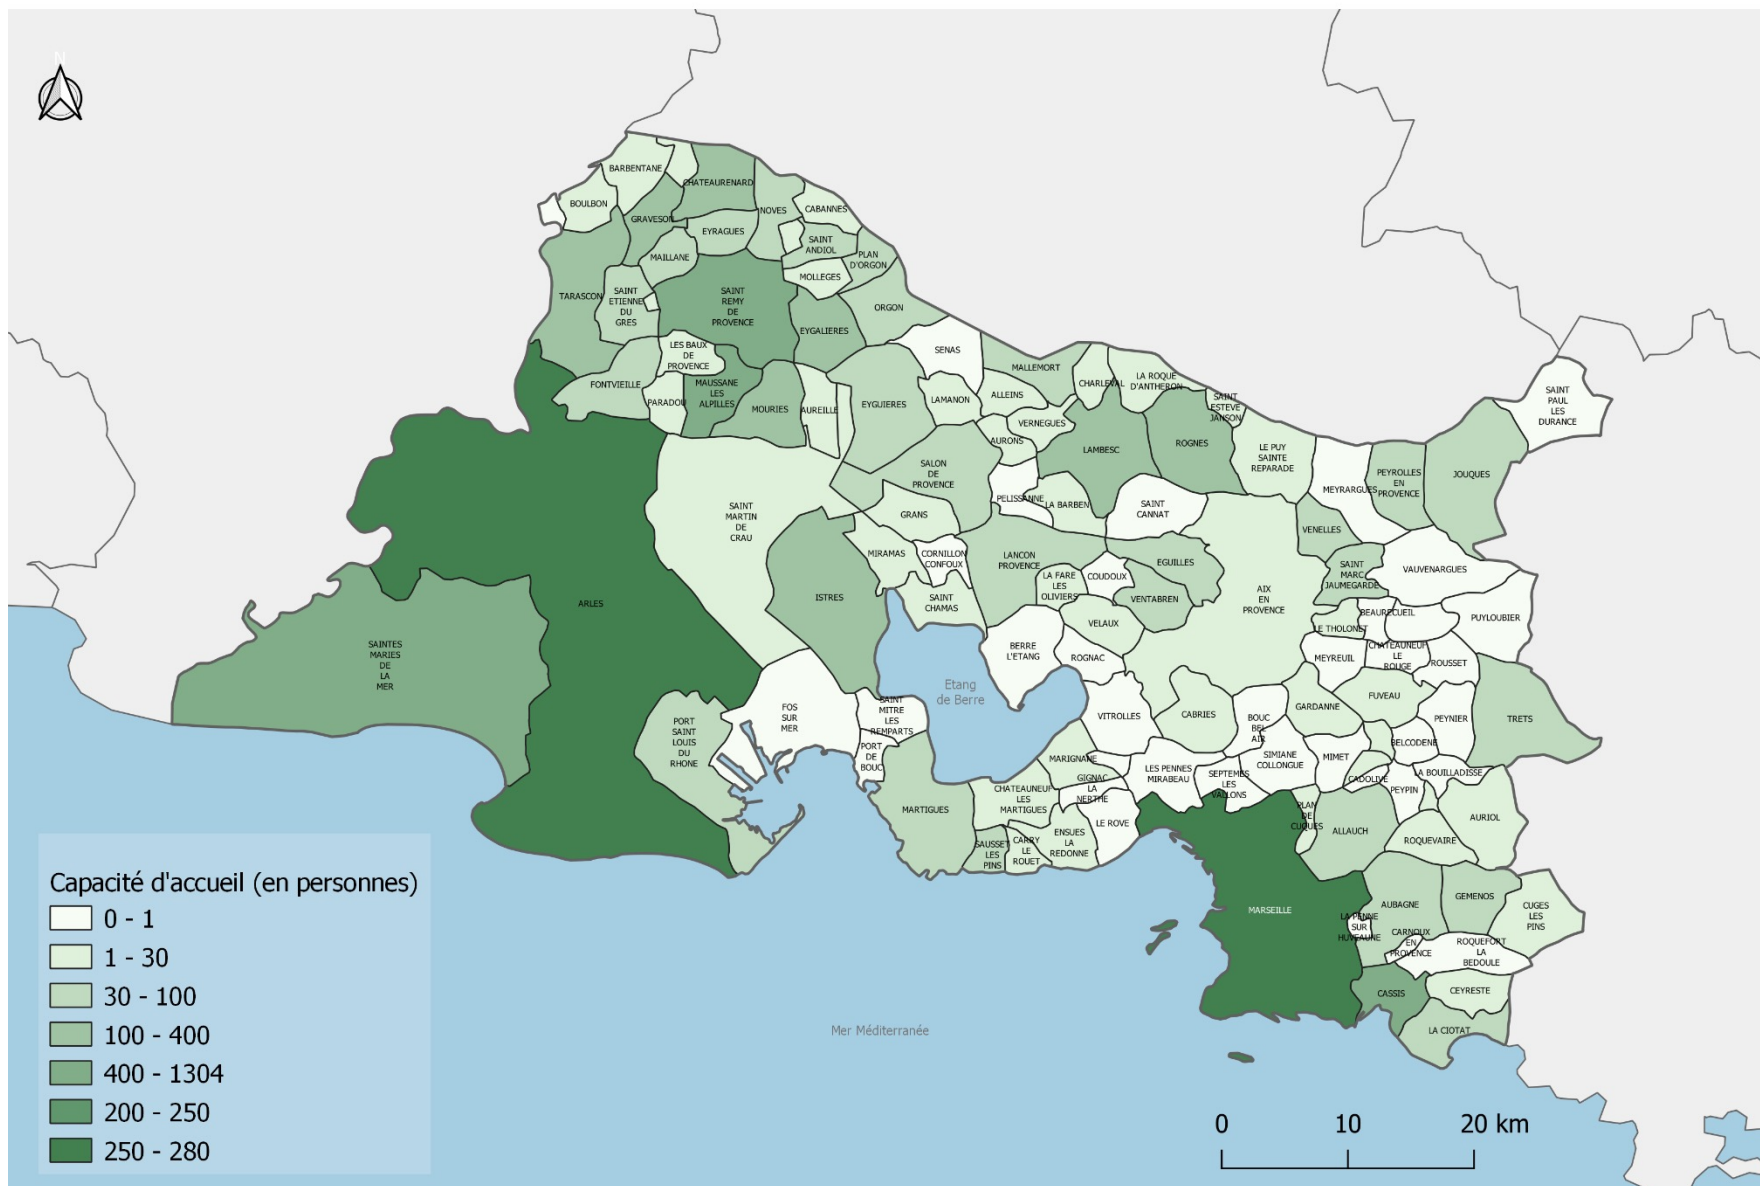 N
BARBENTANE
CHATEAURENARD
BOULBON
GRAVESON
NOVES
CABANNES
EYRAGUES
SAINT
ANDIOL
MAILLANE
PLAN
D'ORGON
MOLLEGES
TARASCON
SAINT
ETIENNE
DU
GRES
SAINT
REMY
DE
PROVENCE
EYGALIERES
ORGON
LES BAUX
DE
PROVENCE
SENAS
MALLEMORT
LA ROQUE
D'ANTHERON
CHARLEVAL
FONTVIEILLE
PARADOU
MAUSSANE
LES
ALPILLES
MOURIES
AUREILLE
EYGUIERES
LAMANON
ALLEINS
VERNEGUES
SAINT
ESTEVE
JANSON
SAINT
PAUL
LES
DURANCE
AURONS
LAMBESC
ROGNES
LE PUY
SAINTE
REPARADE
SALON
DE
PROVENCE
PELISSANNE
LA BARBEN
SAINT
CANNAT
MEYRARGUES
PEYROLLES
EN
PROVENCE
JOUQUES
SAINT
MARTIN
DE
CRAU
GRANS
VENELLES
MIRAMAS
CORNILLON
CONFOUX
LANCON
PROVENCE
EGUILLES
SAINT
MARC
JAUMEGARDE
VAUVENARGUES
ARLES
ISTRES
SAINT
CHAMAS
LA FARE
LES
OLIVIERS
COUDOUX
VENTABREN
AIX
EN
PROVENCE
BEAURECUEIL
PUYLOUBIER
VELAUX
LE THOLONET
SAINTES
MARIES
DE
LA
MER
BERRE
L'ETANG
ROGNAC
MEYREUIL
CHATEAUNEUF
LE
ROUGE
ROUSSET
Etang
de Berre
FOS
SUR
MER
SAINT
MITRE
LES
REMPARTS
VITROLLES
CABRIES
GARDANNE
FUVEAU
PEYNIER
TRETS
PORT
SAINT
LOUIS
DU
RHONE
PORT
DE
BOUC
BOUC
BEL
AIR
BELCODENE
MARIGNANE
GIGNAC
LA
NERTHE
LES PENNES
MIRABEAU
SEPTEMES
LES
VALLONS
SIMIANE
COLLONGUE
MIMET
CADOLIVE
LA BOUILLADISSE
PEYPIN
MARTIGUES
CHATEAUNEUF
LES
MARTIGUES
LE ROVE
PLAN
DE
CUQUES
ALLAUCH
AURIOL
ROQUEVAIRE
SAUSSET
LES
PINS
CARRY
LE
ROUET
ENSUES
LA
REDONNE
MARSEILLE
LA PENNE
SUR
HUVEAUNE
AUBAGNE
GEMENOS
CUGES
LES
PINS
CARNOUX
EN
PROVENCE
ROQUEFORT
LA
BEDOULE
CASSIS
CEYRESTE
LA CIOTAT
Mer Méditerranée
Capacité d'accueil (en personnes)
0 - 1
1 - 30
30 - 100
100 - 400
400 - 1304
200 - 250
250 - 280
0 10 20 km